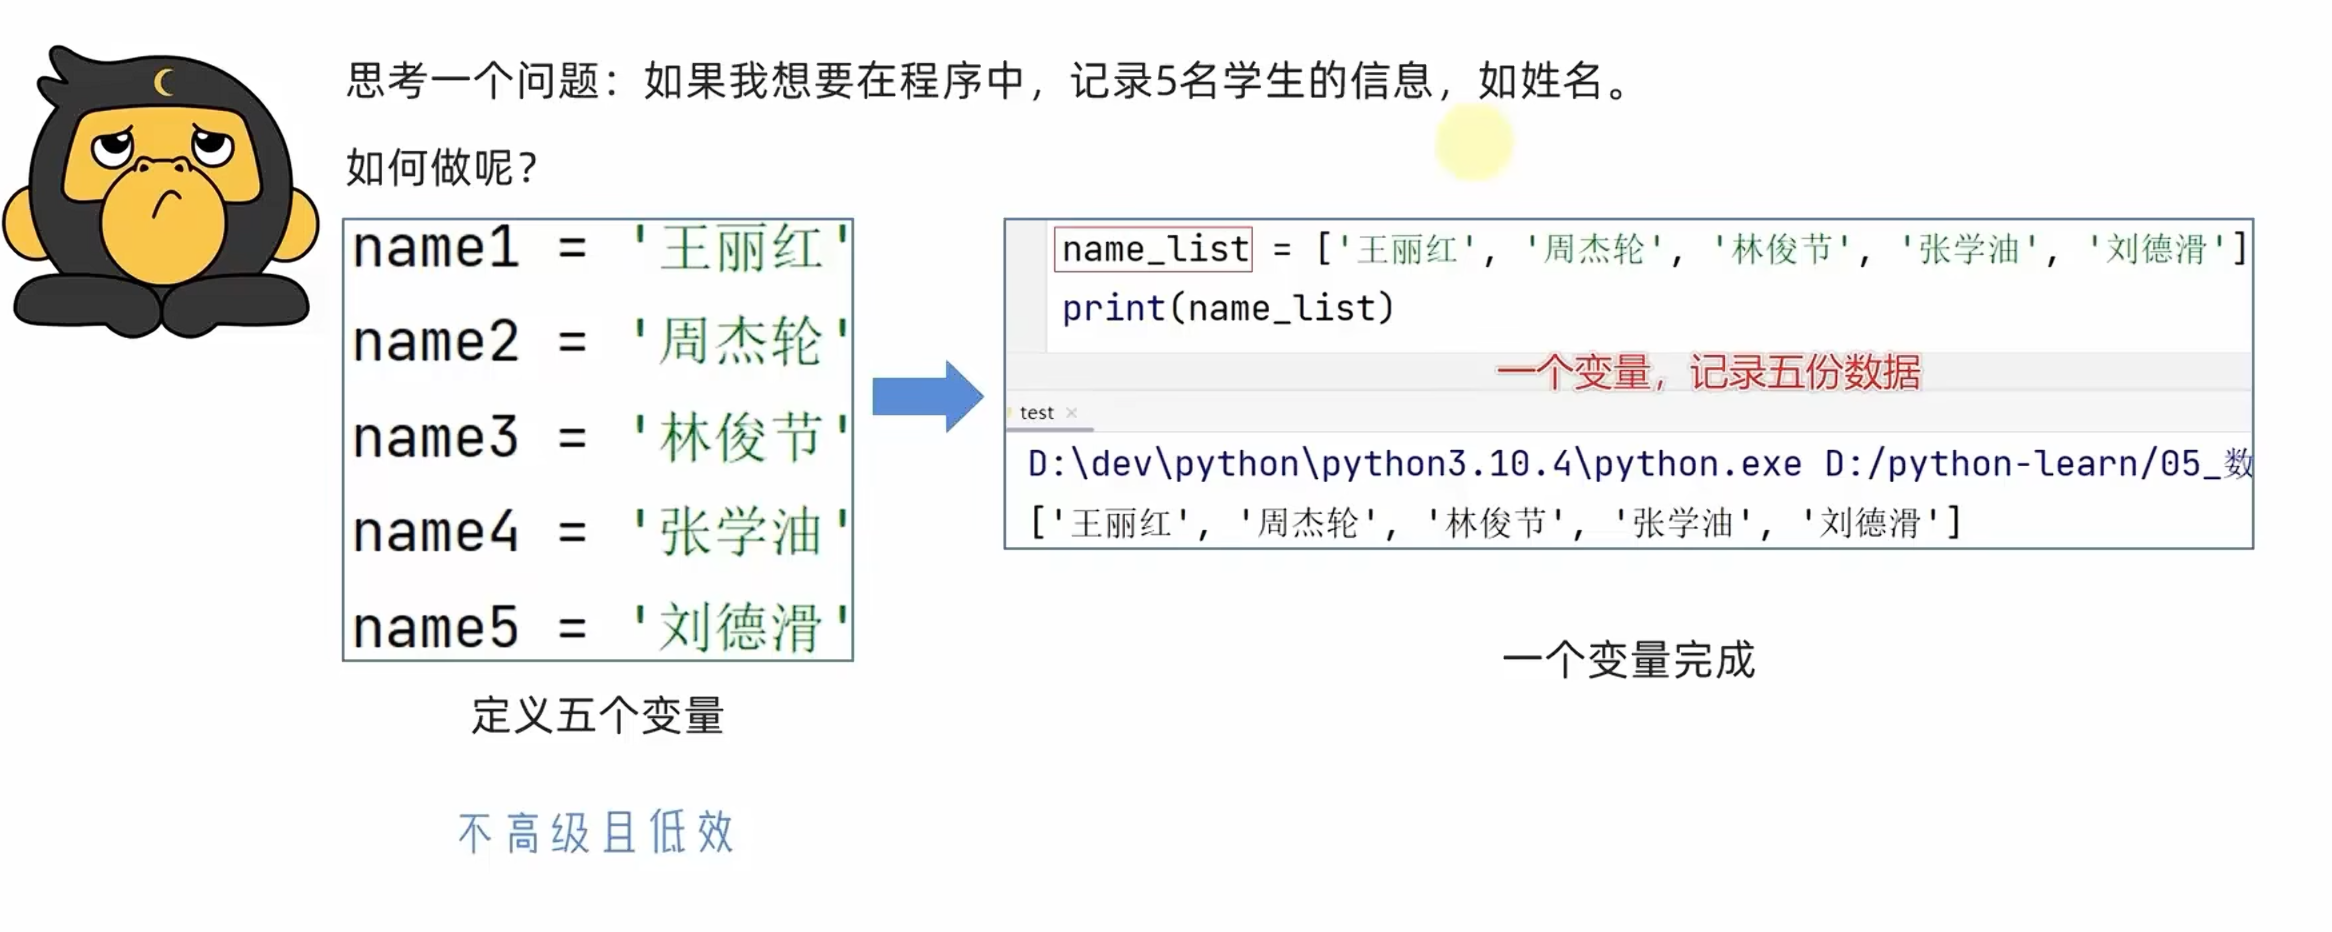 思考一个问题：如果我想要在程序中，记录5名学生的信息，如姓名。
如何做呢？
name1 = '王丽红'
name2 = '周杰轮'
name3 = '林俊节'
name4 = '张学油'
name5 = '刘德滑'
定义五个变量
不高级且低效
name_list = ['王丽红', '周杰轮', '林俊节', '张学油', '刘德滑']
print(name_list)
一个变量，记录五份数据
test ×
D:\dev\python\python3.10.4\python.exe D:/python-learn/05_数
['王丽红', '周杰轮', '林俊节', '张学油', '刘德滑']
一个变量完成